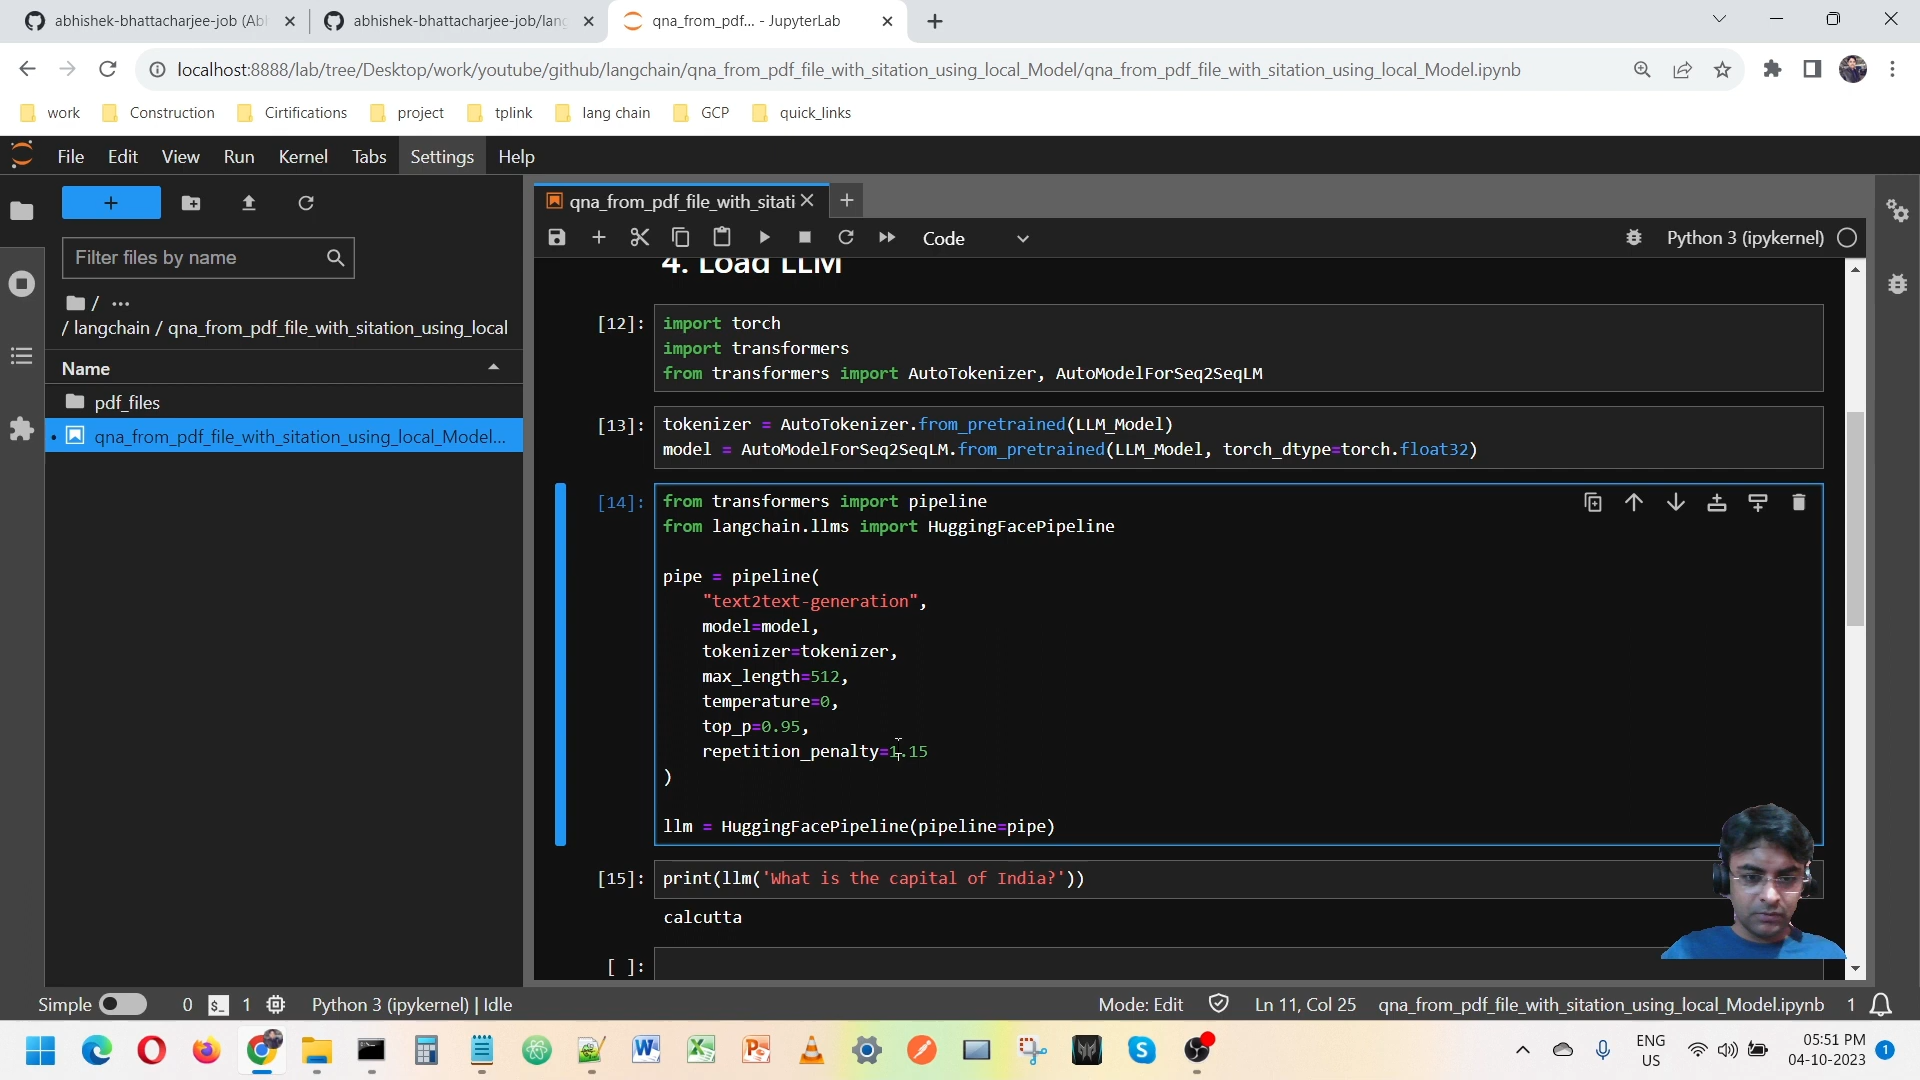 abhishek-bhattacharjee-job (Abl
abhishek-bhattacharjee-job/lang
qna_from_pdf... - JupyterLab
localhost:8888/lab/tree/Desktop/work/youtube/github/langchain/qna_from_pdf_file_with_sitation_using_local_Model/qna_from_pdf_file_with_sitation_using_local_Model.ipynb
work
Construction
Cirtifications
project
tplink
lang chain
GCP
quick_links
File
Edit
View
Run
Kernel
Tabs
Settings
Help
Filter files by name
/ ...
/ langchain / qna_from_pdf_file_with_sitation_using_local
Name
pdf_files
qna_from_pdf_file_with_sitation_using_local_Model...
qna_from_pdf_file_with_sitati
Code
Python 3 (ipykernel)
4. Load LLM
[12]:
import torch
import transformers
from transformers import AutoTokenizer, AutoModelForSeq2SeqLM
[13]:
tokenizer = AutoTokenizer.from_pretrained(LLM_Model)
model = AutoModelForSeq2SeqLM.from_pretrained(LLM_Model, torch_dtype=torch.float32)
[14]:
from transformers import pipeline
from langchain.llms import HuggingFacePipeline
pipe = pipeline(
"text2text-generation",
model=model,
tokenizer=tokenizer,
max_length=512,
temperature=0,
top_p=0.95,
repetition_penalty=1.15
)
llm = HuggingFacePipeline(pipeline=pipe)
[15]:
print(llm('What is the capital of India?'))
calcutta
[ ]:
Simple
0
1
Python 3 (ipykernel) | Idle
Mode: Edit
Ln 11, Col 25
qna_from_pdf_file_with_sitation_using_local_Model.ipynb
1
ENG
US
05:51 PM
04-10-2023
1